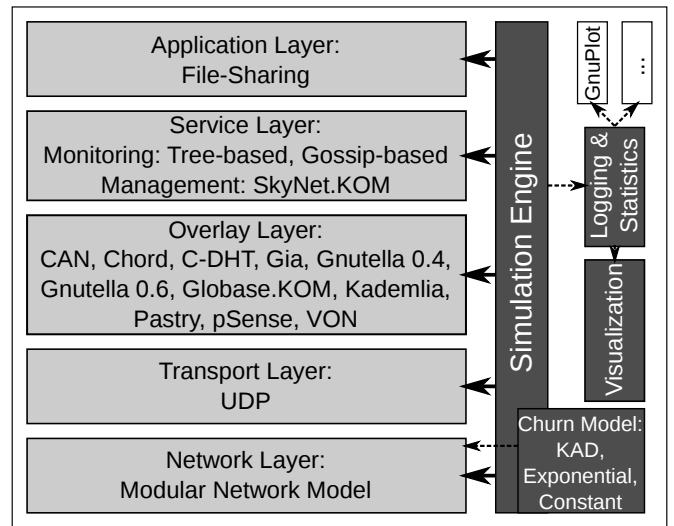 Application Layer:
File-Sharing
Service Layer:
Monitoring: Tree-based, Gossip-based
Management: SkyNet.KOM
Overlay Layer:
CAN, Chord, C-DHT, Gia, Gnutella 0.4,
Gnutella 0.6, Globase.KOM, Kademlia,
Pastry, pSense, VON
Transport Layer:
UDP
Network Layer:
Modular Network Model
Simulation Engine
GnuPlot
...
Logging &
Statistics
Visualization
Churn Model:
KAD,
Exponential,
Constant